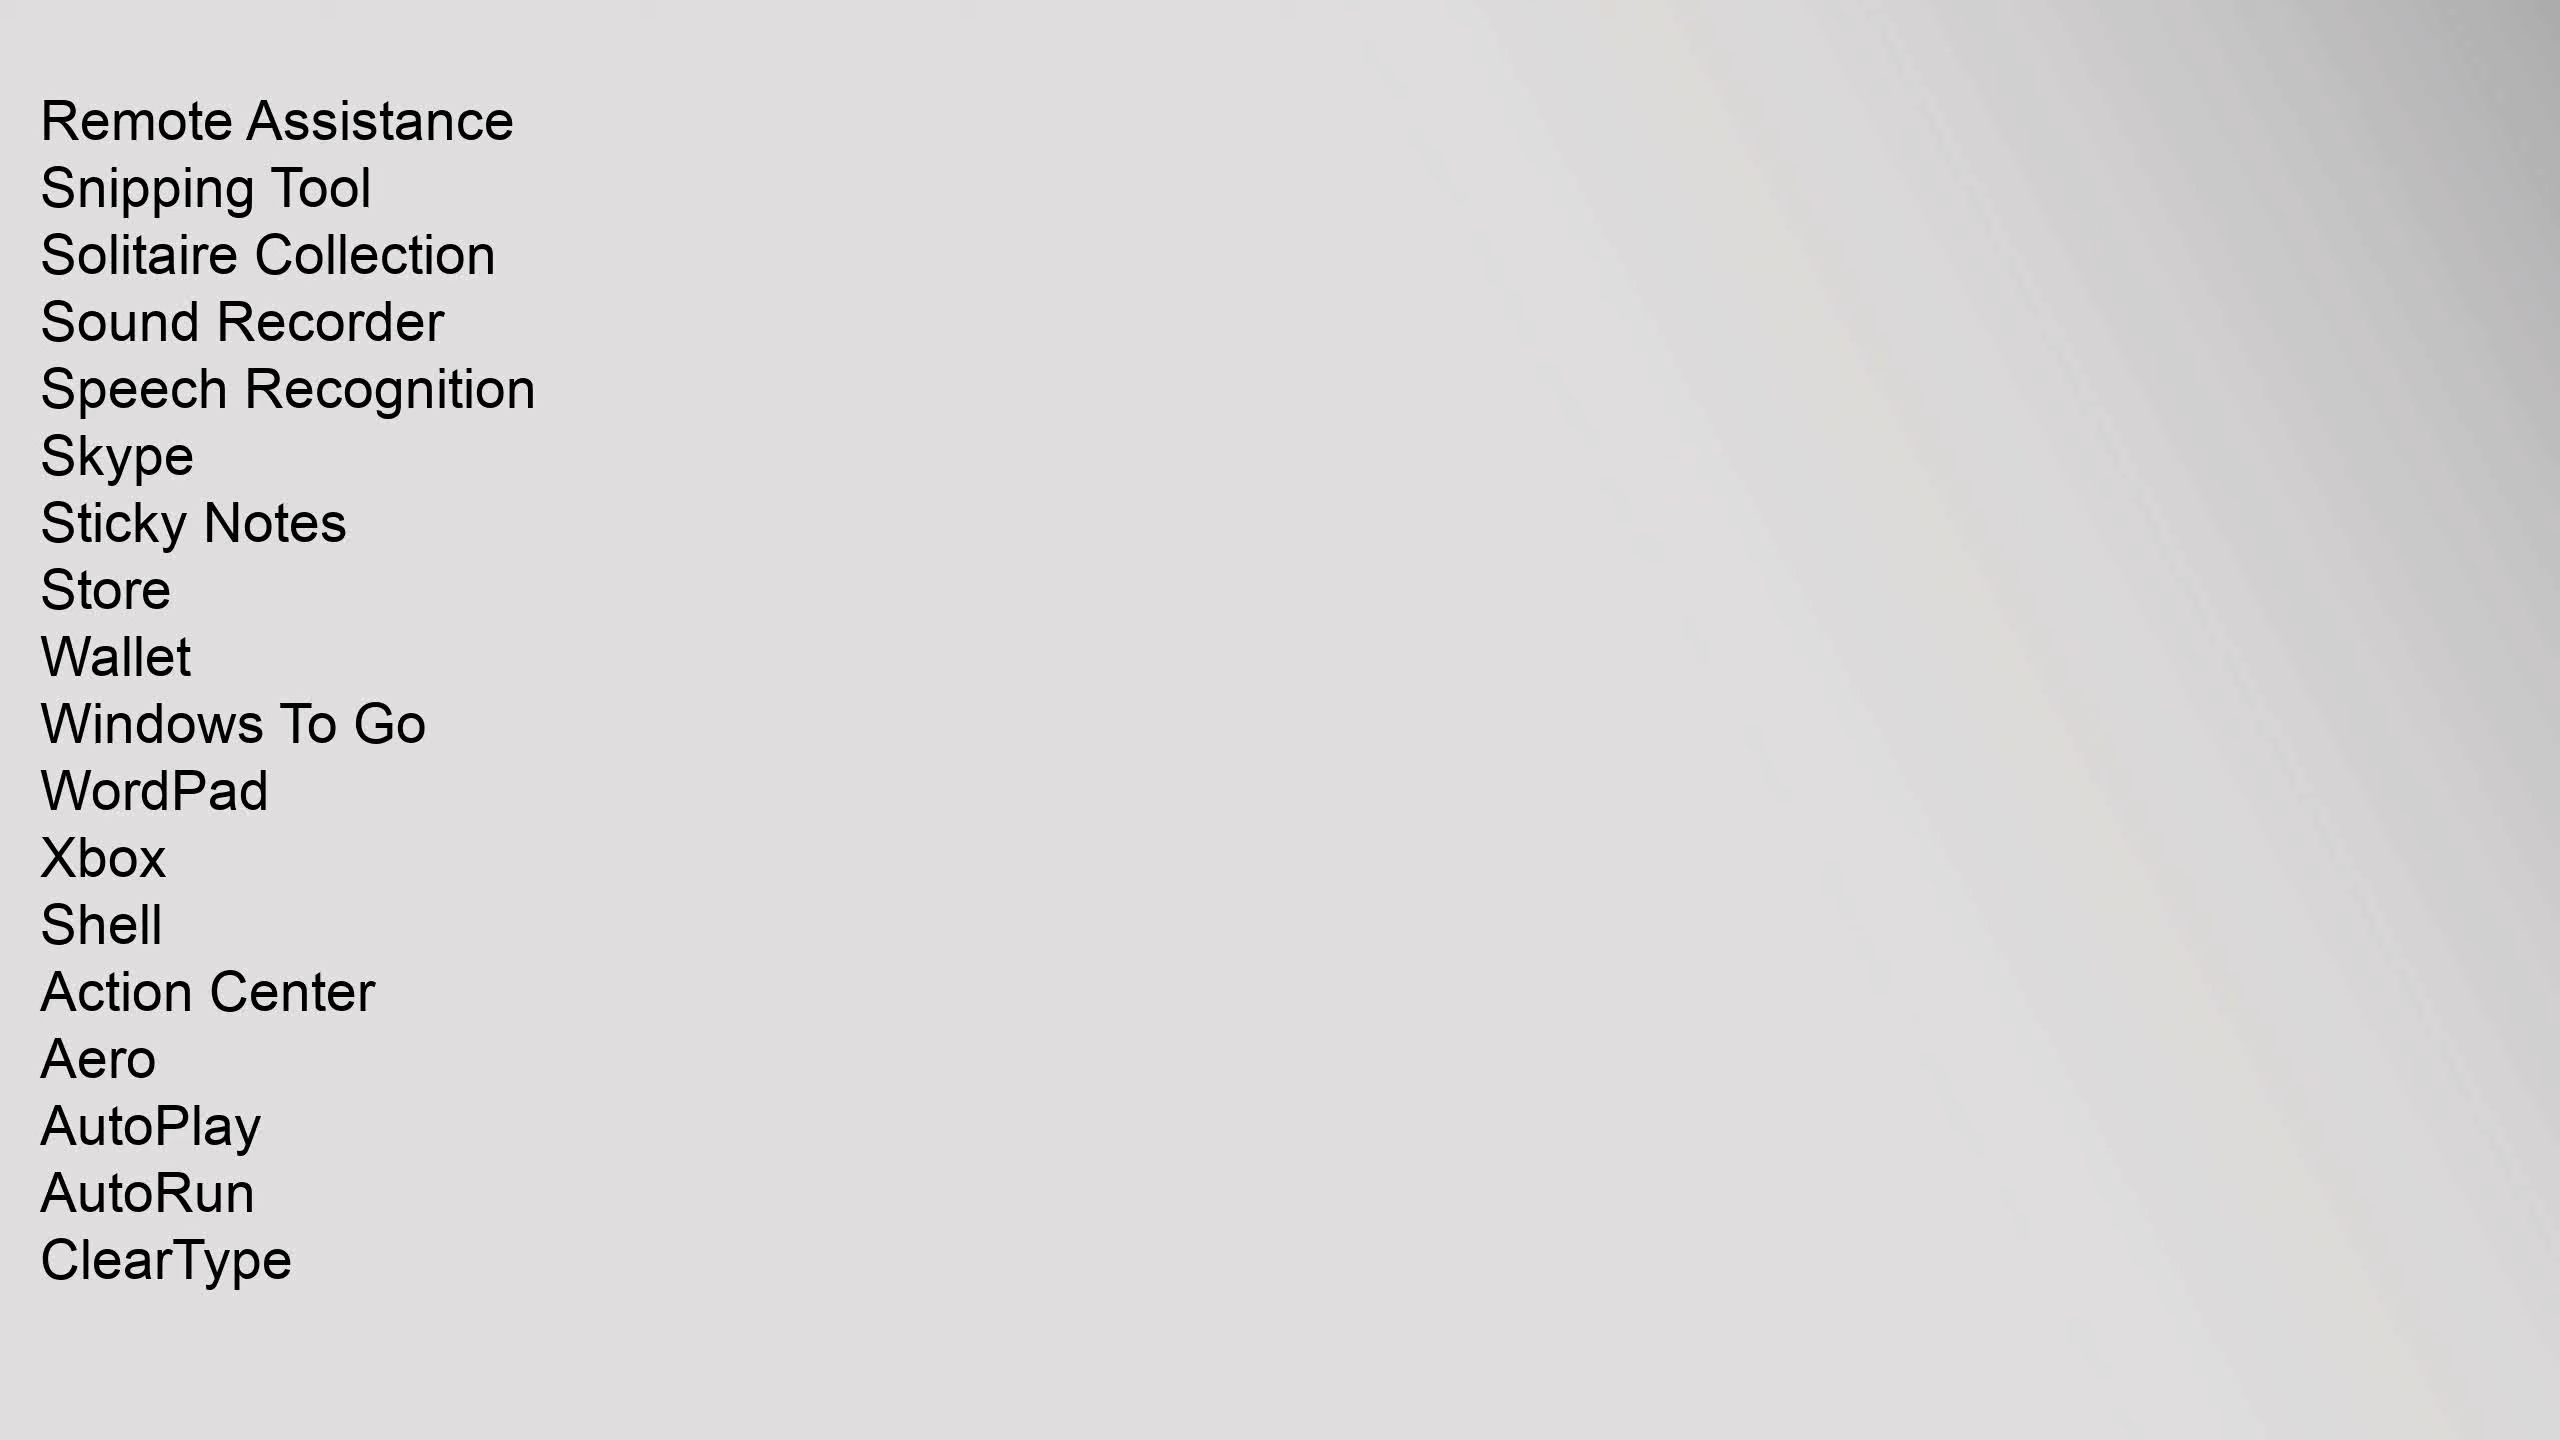 Remote Assistance
Snipping Tool
Solitaire Collection
Sound Recorder
Speech Recognition
Skype
Sticky Notes
Store
Wallet
Windows To Go
WordPad
Xbox
Shell
Action Center
Aero
AutoPlay
AutoRun
ClearType